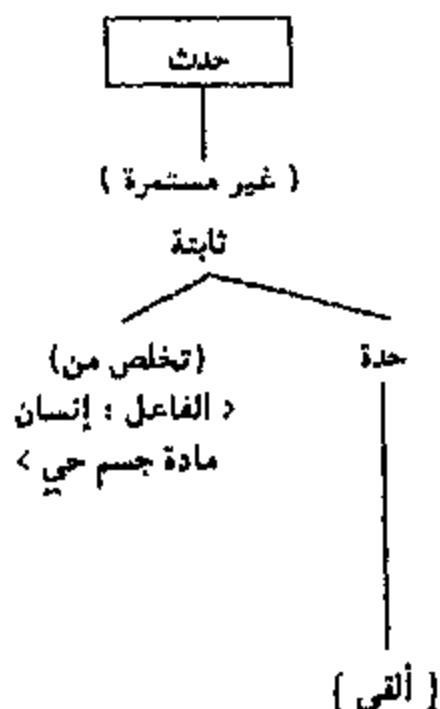 حدث
( غير مستمرة )
ثابتة
حدة
(تخلص من)
< الفاعل : إنسان
مادة جسم حي >
{ ألقى }